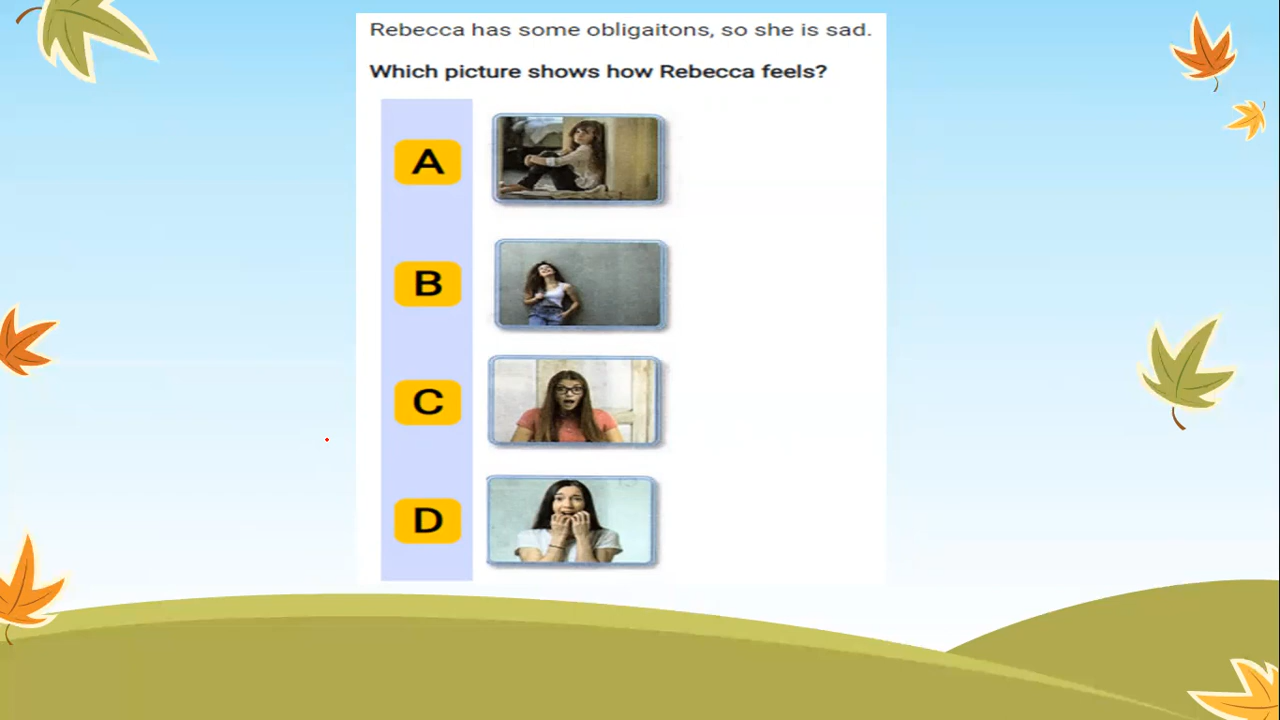 Rebecca has some obligaitons, so she is sad.
Which picture shows how Rebecca feels?
A
B
C
D